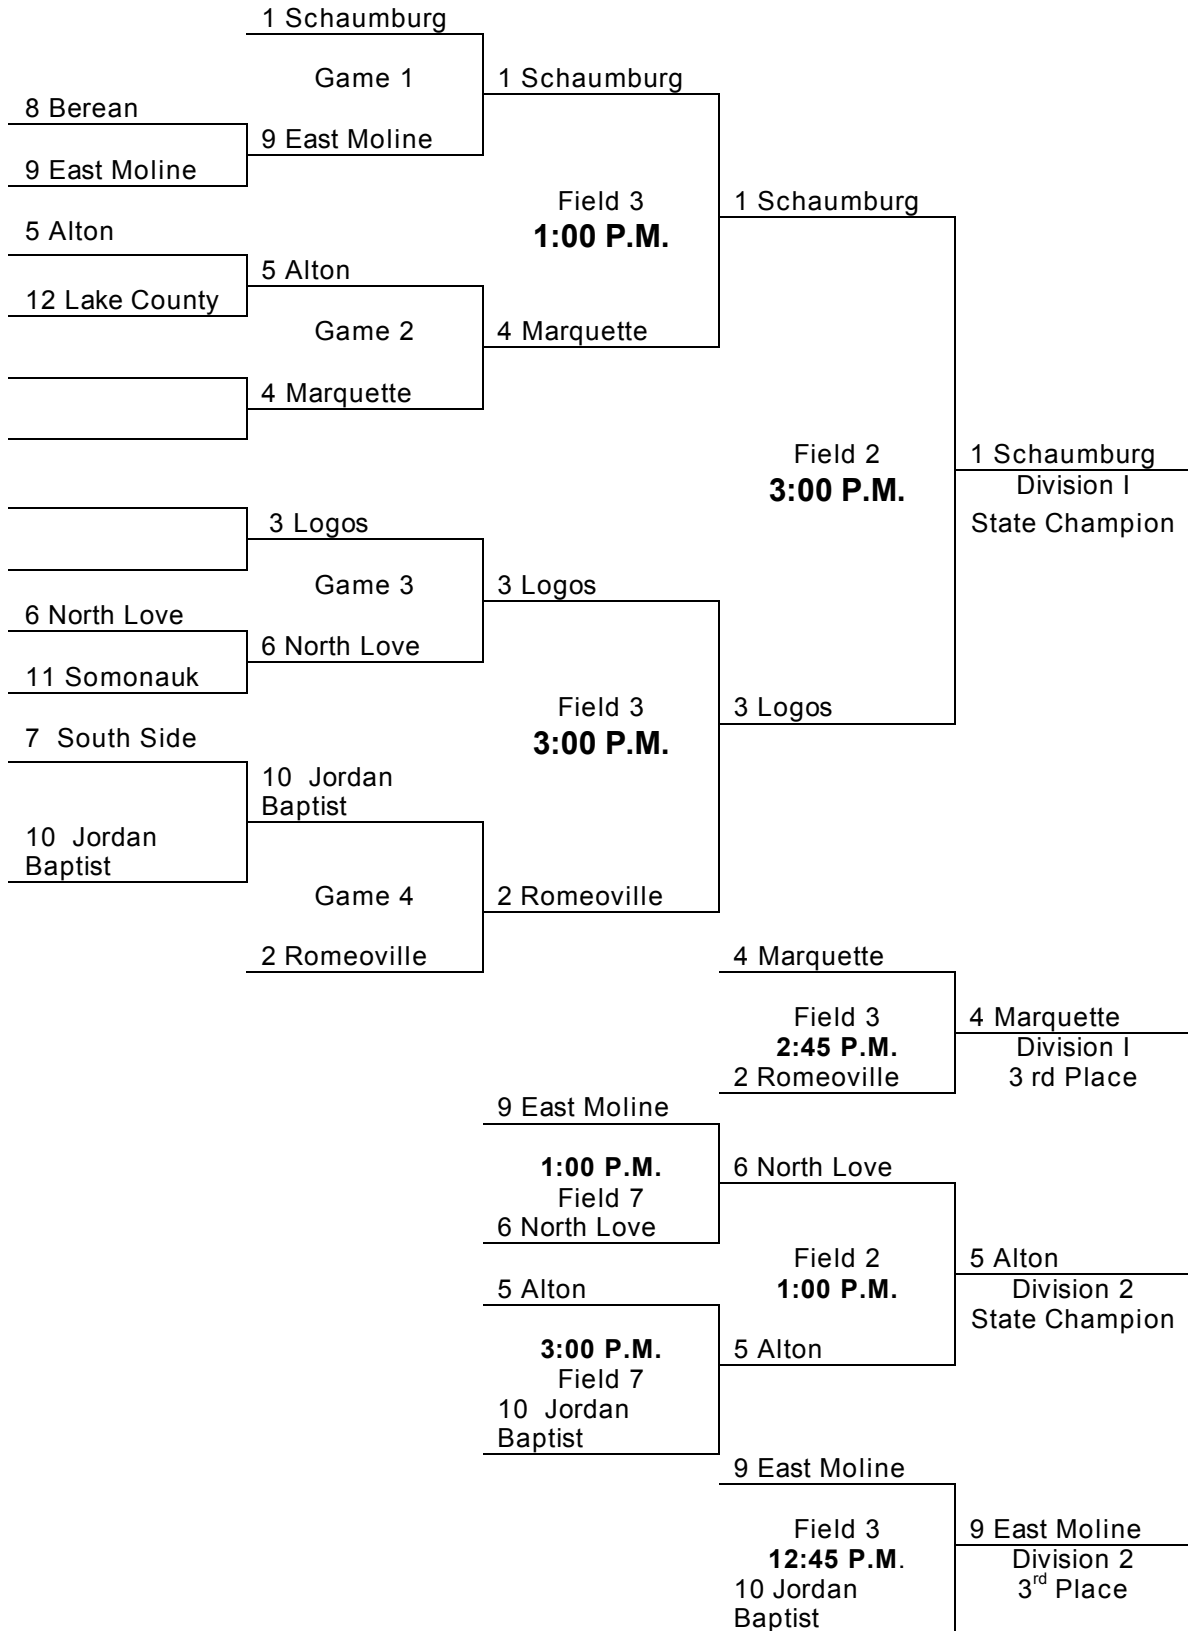 1 Schaumburg
Game 1
1 Schaumburg
8 Berean
9 East Moline
9 East Moline
Field 3
1:00 P.M.
1 Schaumburg
5 Alton
5 Alton
12 Lake County
Game 2
4 Marquette
4 Marquette
Field 2
3:00 P.M.
1 Schaumburg
Division I
State Champion
3 Logos
Game 3
3 Logos
6 North Love
6 North Love
11 Somonauk
Field 3
3:00 P.M.
3 Logos
7 South Side
10 Jordan
Baptist
10 Jordan
Baptist
Game 4
2 Romeoville
2 Romeoville
4 Marquette
Field 3
2:45 P.M.
2 Romeoville
4 Marquette
Division I
3 rd Place
9 East Moline
1:00 P.M.
Field 7
6 North Love
6 North Love
Field 2
1:00 P.M.
5 Alton
Division 2
State Champion
5 Alton
3:00 P.M.
Field 7
10 Jordan
Baptist
5 Alton
9 East Moline
Field 3
12:45 P.M.
10 Jordan
Baptist
9 East Moline
Division 2
3rd Place